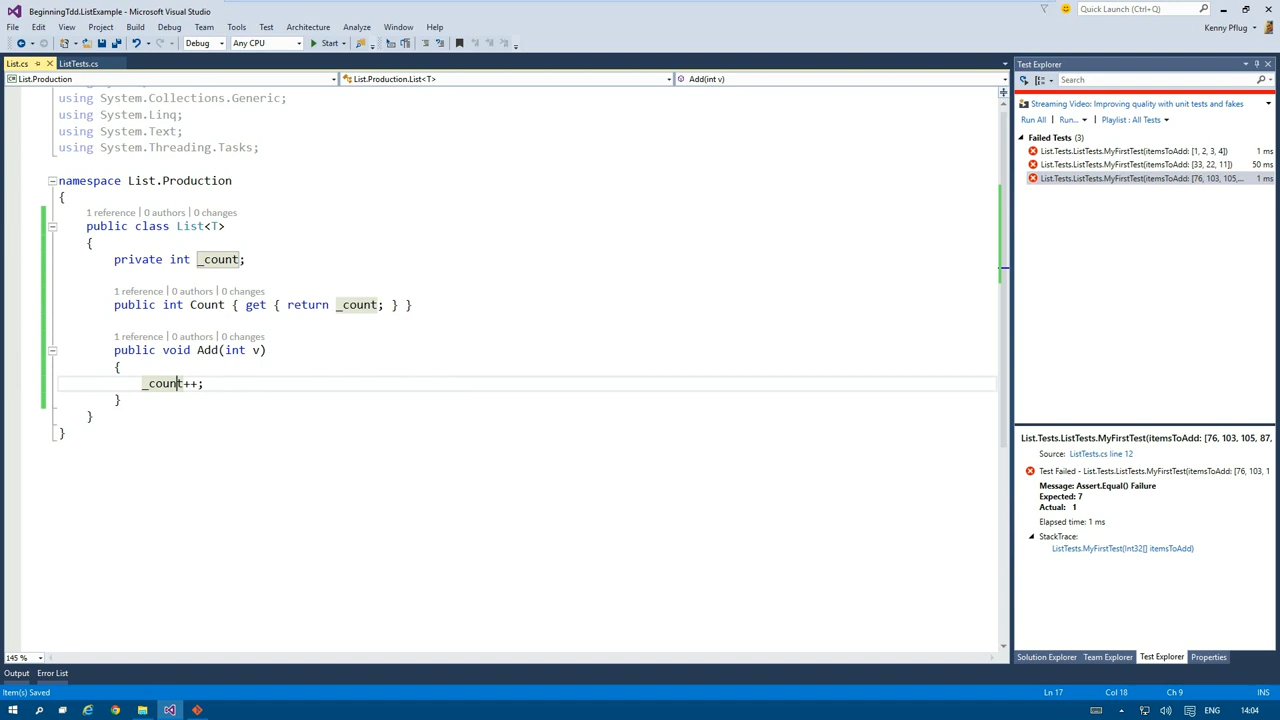 BeginningTdd.ListExample - Microsoft Visual Studio
Quick Launch (Ctrl+Q)
File Edit View Project Build Debug Team Tools Test Architecture Analyze Window Help
Kenny Pflug
Debug Any CPU Start
List.cs ListTests.cs
List.Production List.Production.List<T> Add(int v)
using System.Collections.Generic;
using System.Linq;
using System.Text;
using System.Threading.Tasks;
namespace List.Production
{
1 reference | 0 authors | 0 changes
public class List<T>
{
private int _count;
1 reference | 0 authors | 0 changes
public int Count { get { return _count; } }
1 reference | 0 authors | 0 changes
public void Add(int v)
{
_count++;
}
}
}
145 %
Test Explorer
Search
Streaming Video: Improving quality with unit tests and fakes
Run All Run... Playlist : All Tests
Failed Tests (3)
List.Tests.ListTests.MyFirstTest(itemsToAdd: [1, 2, 3, 4]) 1 ms
List.Tests.ListTests.MyFirstTest(itemsToAdd: [33, 22, 11]) 50 ms
List.Tests.ListTests.MyFirstTest(itemsToAdd: [76, 103, 105,... 1 ms
List.Tests.ListTests.MyFirstTest(itemsToAdd: [76, 103, 105, 87,
Source: ListTests.cs line 12
Test Failed - List.Tests.ListTests.MyFirstTest(itemsToAdd: [76, 103, 1
Message: Assert.Equal() Failure
Expected: 7
Actual: 1
Elapsed time: 1 ms
StackTrace:
ListTests.MyFirstTest(Int32[] itemsToAdd)
Solution Explorer Team Explorer Test Explorer Properties
Output Error List
Item(s) Saved Ln 17 Col 18 Ch 9 INS
ENG 14:04